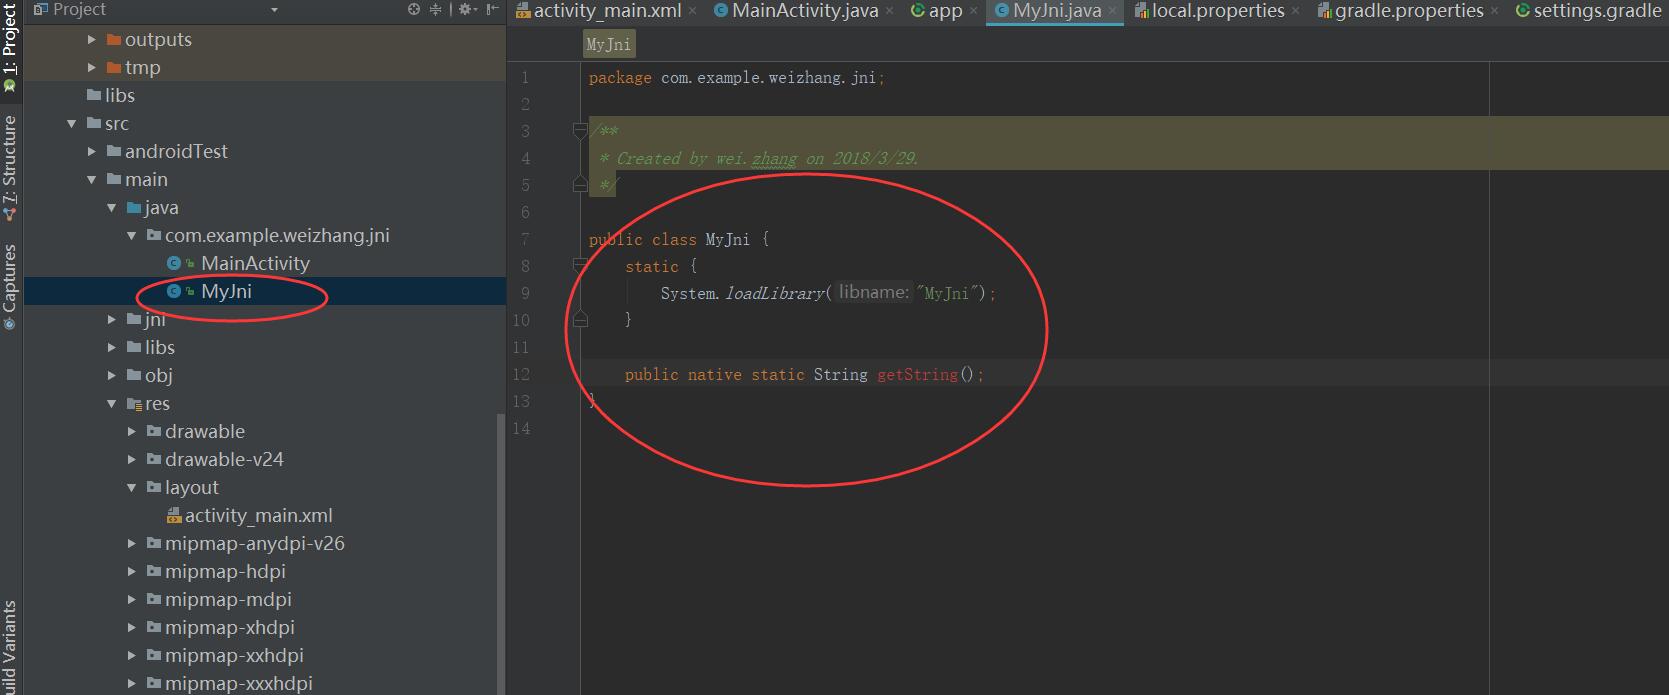 Project
activity_main.xml
MainActivity.java
app
MyJni.java
local.properties
gradle.properties
settings.gradle
1: Project
7: Structure
Captures
uild Variants
outputs
tmp
libs
src
androidTest
main
java
com.example.weizhang.jni
MainActivity
MyJni
jni
libs
obj
res
drawable
drawable-v24
layout
activity_main.xml
mipmap-anydpi-v26
mipmap-hdpi
mipmap-mdpi
mipmap-xhdpi
mipmap-xxhdpi
mipmap-xxxhdpi
MyJni
1 package com.example.weizhang.jni;
2
3 /**
4 * Created by wei.zhang on 2018/3/29.
5 */
6
7 public class MyJni {
8 static {
9 System.loadLibrary( libname: "MyJni");
10 }
11
12 public native static String getString();
13 }
14